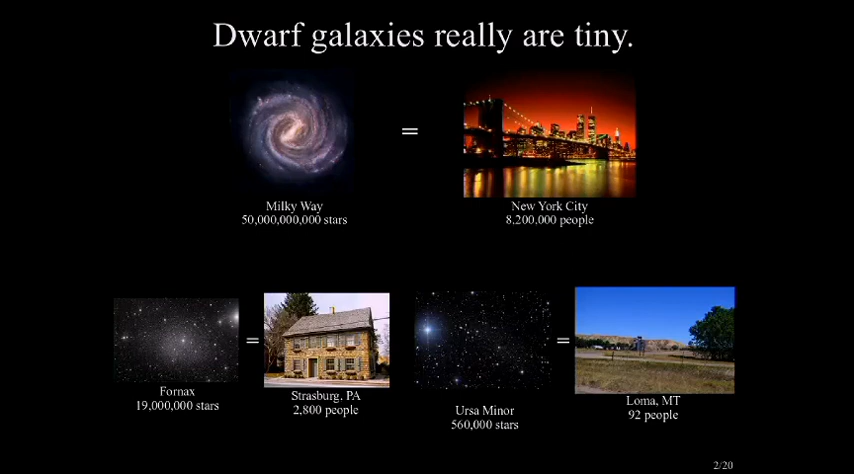 Dwarf galaxies really are tiny.
=
Milky Way
50,000,000,000 stars
New York City
8,200,000 people
=
=
Fornax
19,000,000 stars
Strasburg, PA
2,800 people
Ursa Minor
560,000 stars
Loma, MT
92 people
2/20